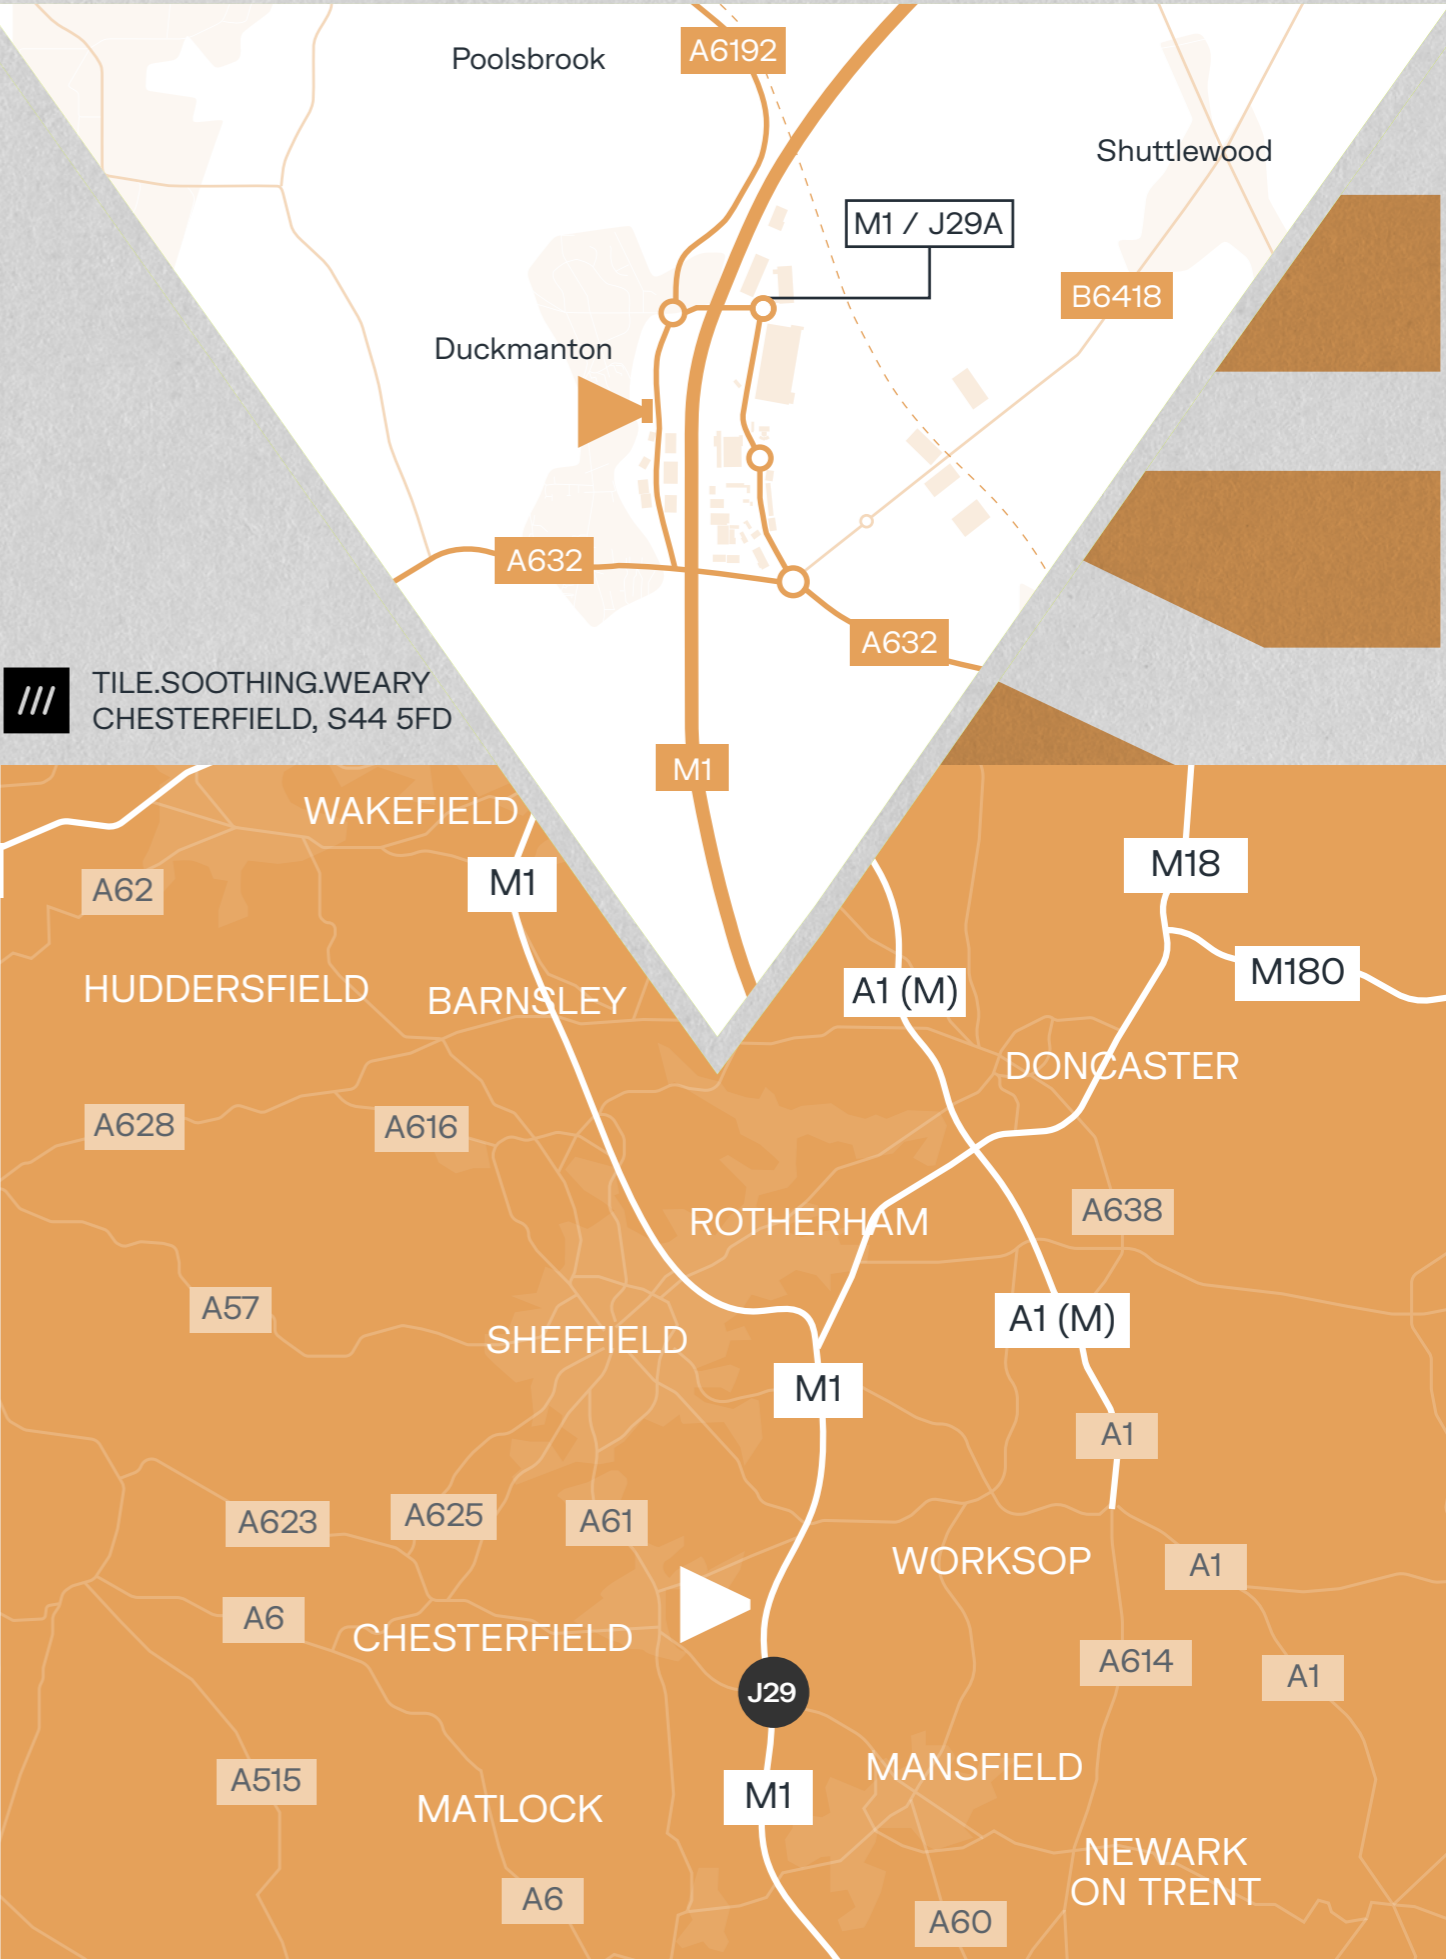 Poolsbrook
A6192
Shuttlewood
M1 / J29A
B6418
Duckmanton
A632
A632
TILE.SOOTHING.WEARY
CHESTERFIELD, S44 5FD
M1
WAKEFIELD
M18
M1
A62
M180
HUDDERSFIELD
BARNSLEY
A1 (M)
DONCASTER
A628
A616
ROTHERHAM
A638
A57
A1 (M)
SHEFFIELD
M1
A1
A623
A625
A61
WORKSOP
A1
A6
CHESTERFIELD
A614
A1
J29
MANSFIELD
A515
M1
MATLOCK
NEWARK
ON TRENT
A6
A60